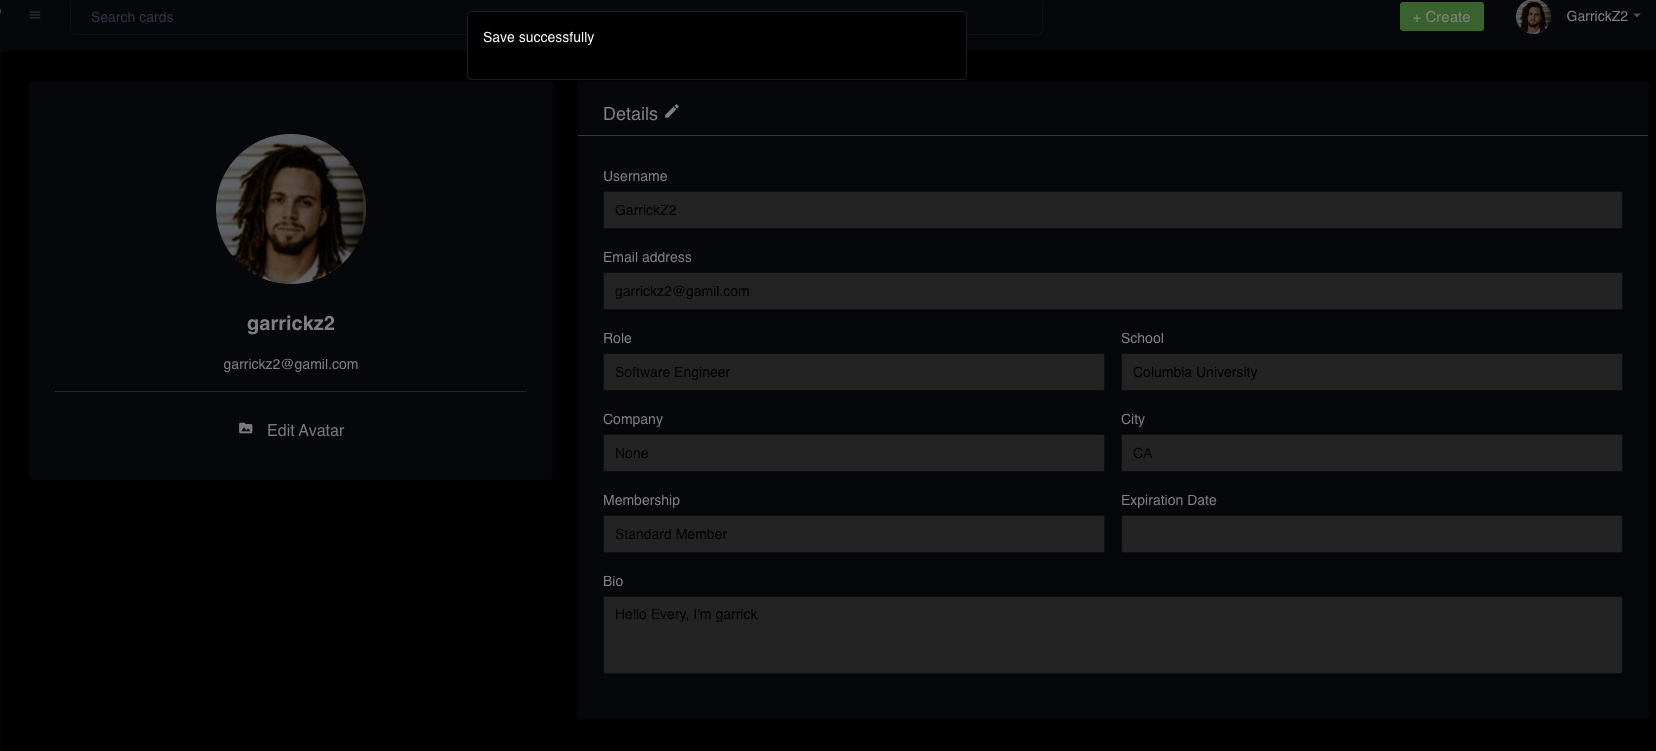 Search cards
+ Create
GarrickZ2
Save successfully
garrickz2
garrickz2@gamil.com
Edit Avatar
Details
Username
GarrickZ2
Email address
garrickz2@gamil.com
Role
School
Software Engineer
Columbia University
Company
City
None
CA
Membership
Expiration Date
Standard Member
Bio
Hello Every, I'm garrick